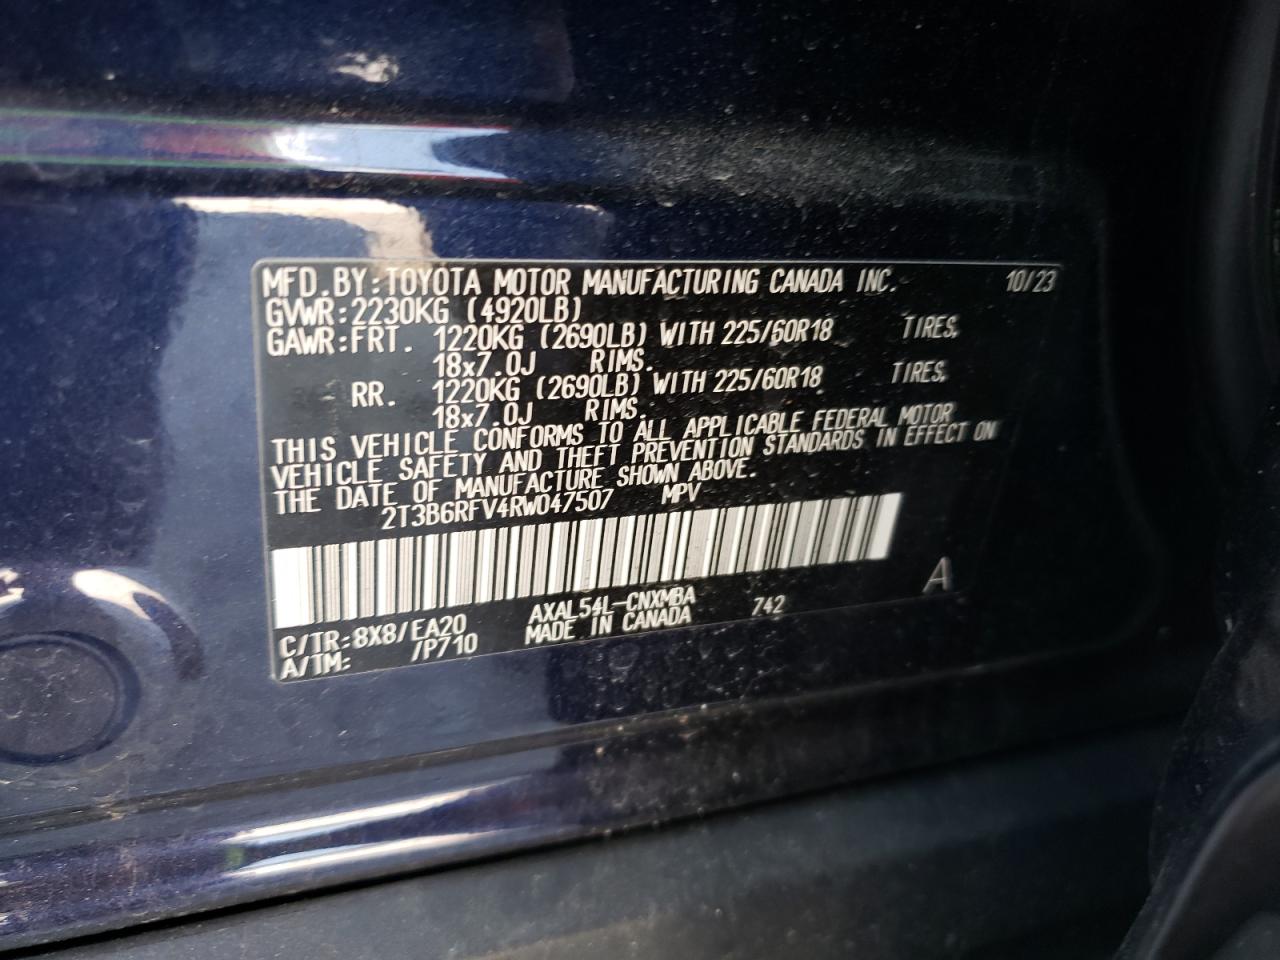 MFD.BY:TOYOTA MOTOR MANUFACTURING CANADA INC. 10/23
GVWR:2230KG (4920LB)
GAWR:FRT. 1220KG (2690LB) WITH 225/60R18 TIRES,
18x7.0J RIMS.
RR. 1220KG (2690LB) WITH 225/60R18 TIRES,
18x7.0J RIMS.
THIS VEHICLE CONFORMS TO ALL APPLICABLE FEDERAL MOTOR
VEHICLE SAFETY AND THEFT PREVENTION STANDARDS IN EFFECT ON
THE DATE OF MANUFACTURE SHOWN ABOVE.
2T3B6RFV4RW047507 MPV
A
C/TR:8X8/EA20 AXAL54L-CNXMBA 742
A/TM: /P710 MADE IN CANADA